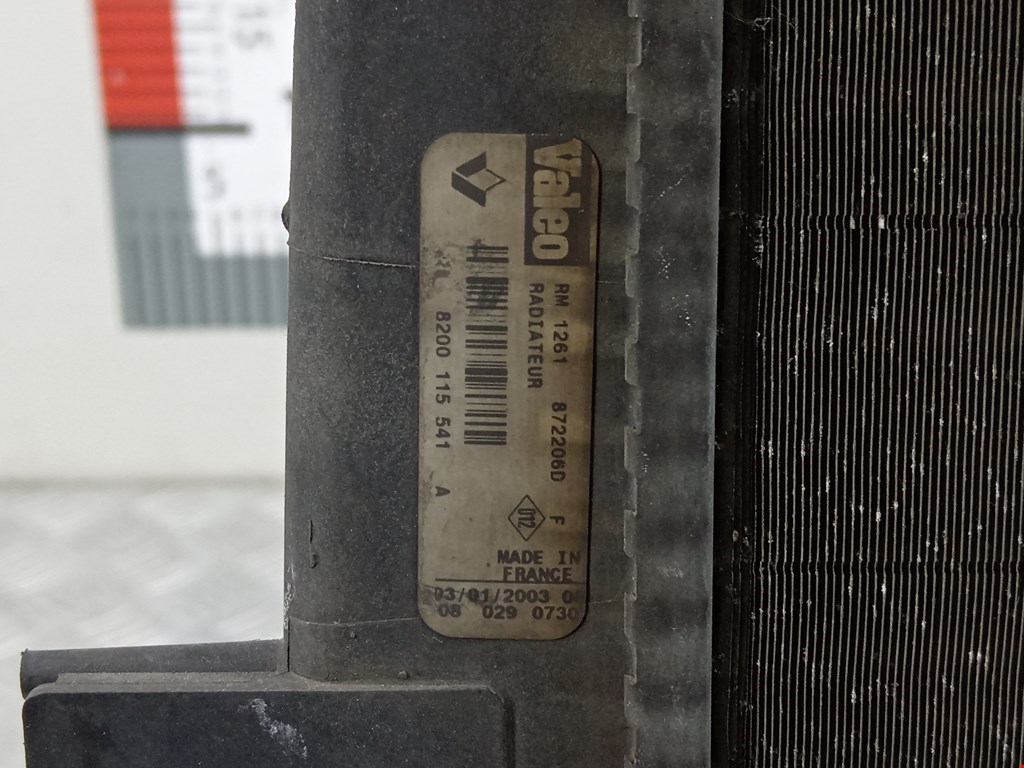 Valeo
RM 1261 872206D F
RADIATEUR
012
8200 115 541 A
MADE IN
FRANCE
03/01/2003
08 029 0730
15
5